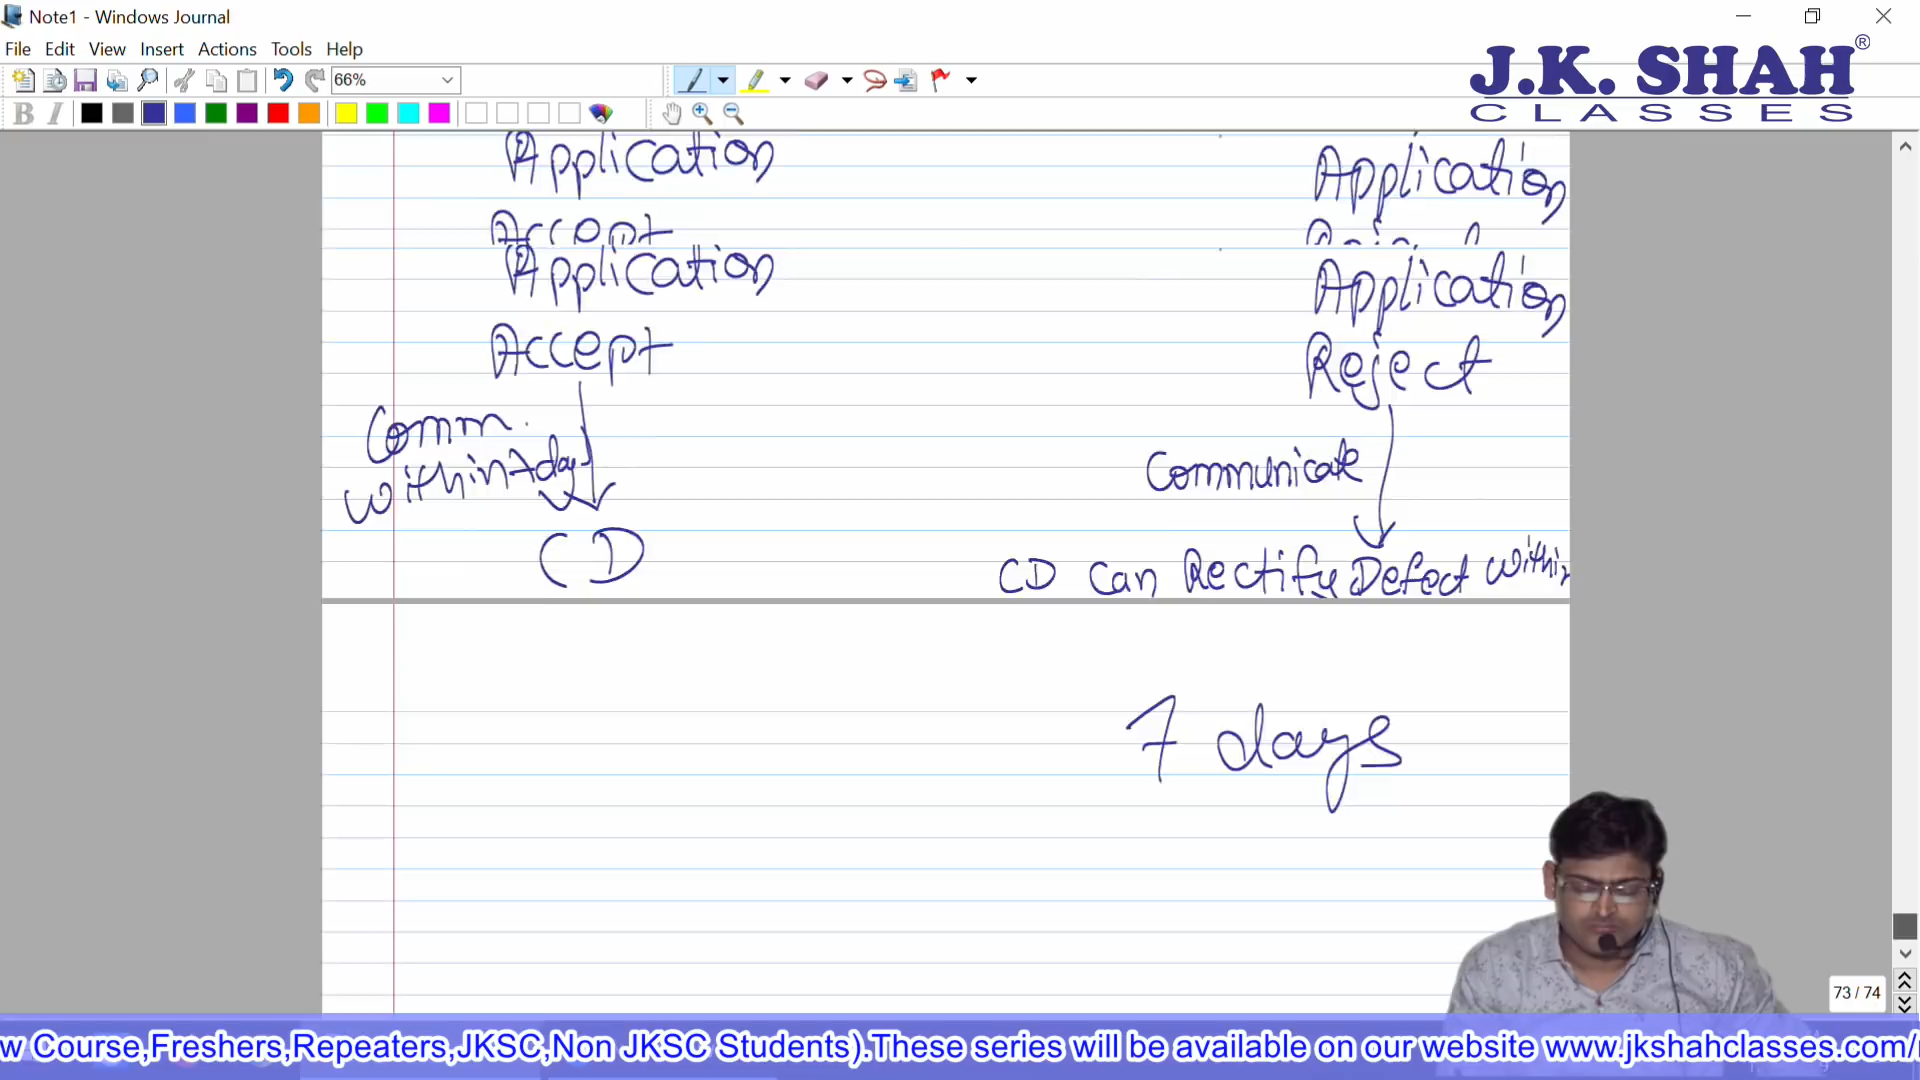 Note1 - Windows Journal
File Edit View Insert Actions Tools Help
66%
J.K. SHAH®
CLASSES
Application
Accept
Application
Accept
Comm.
within 7 days
CD
Application
Application
Reject
Communicate
CD can Rectify Defect within
7 days
73 / 74
w Course,Freshers,Repeaters,JKSC,Non JKSC Students).These series will be available on our website www.jkshahclasses.com/